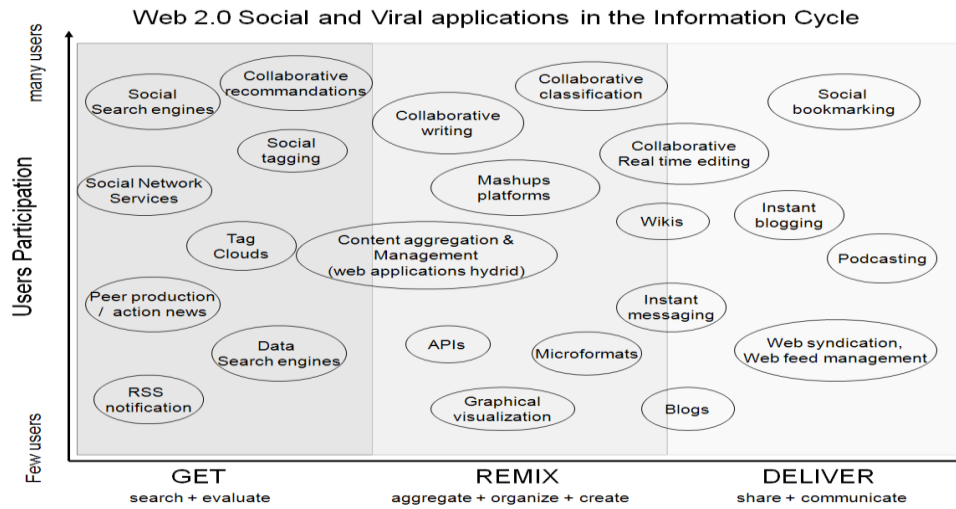 Web 2.0 Social and Viral applications in the Information Cycle
many users
Users Participation
Few users
Social
Search engines
Collaborative
recommandations
Social
tagging
Social Network
Services
Tag
Clouds
Peer production
/ action news
Data
Search engines
RSS
notification
Collaborative
classification
Collaborative
writing
Collaborative
Real time editing
Mashups
platforms
Wikis
Content aggregation &
Management
(web applications hydrid)
Instant
messaging
APIs
Microformats
Graphical
visualization
Blogs
Social
bookmarking
Instant
blogging
Podcasting
Web syndication,
Web feed management
GET
search + evaluate
REMIX
aggregate + organize + create
DELIVER
share + communicate